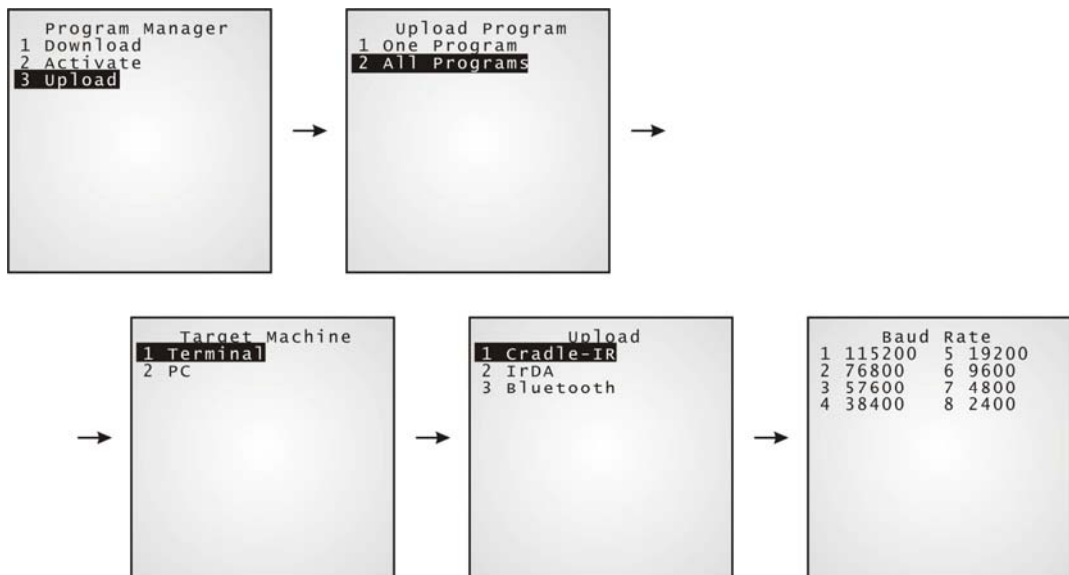 Program Manager
1 Download
2 Activate
3 Upload
Upload Program
1 One Program
2 All Programs
Target Machine
1 Terminal
2 PC
Upload
1 Cradle-IR
2 IrDA
3 Bluetooth
Baud Rate
1 115200 5 19200
2 76800 6 9600
3 57600 7 4800
4 38400 8 2400